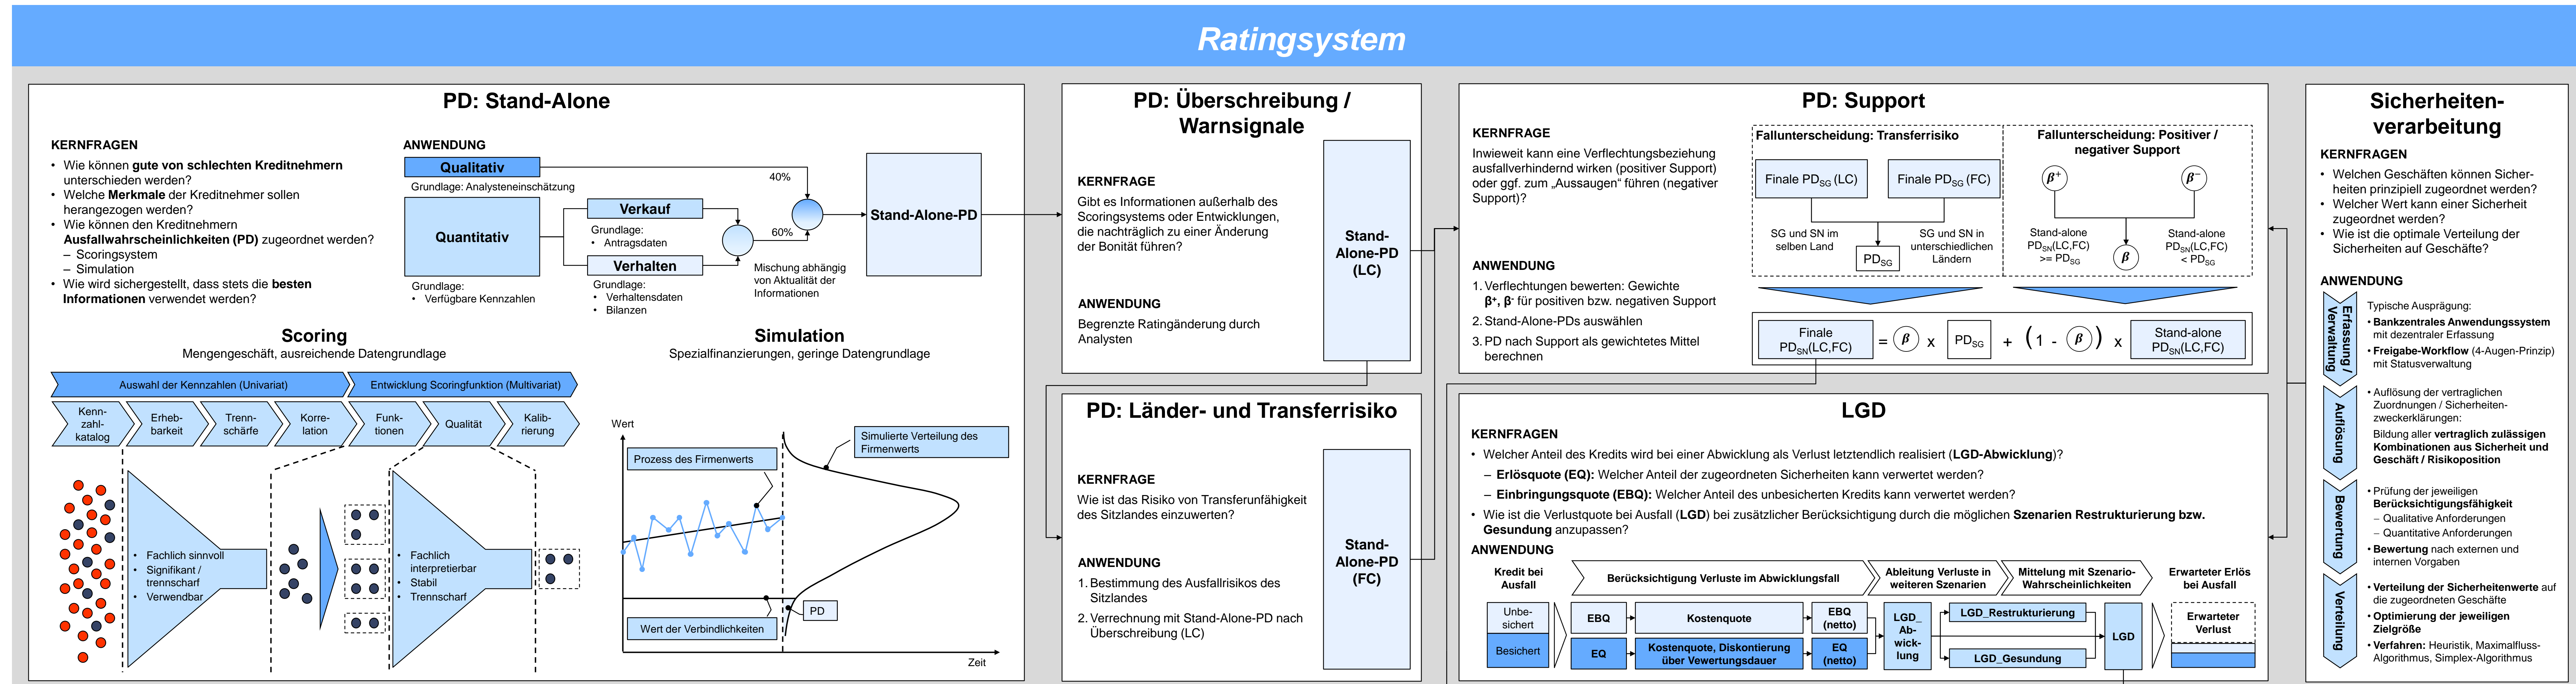 Ratingsystem
PD: Stand-Alone
KERNFRAGEN
• Wie können gute von schlechten Kreditnehmern
unterschieden werden?
• Welche Merkmale der Kreditnehmer sollen
herangezogen werden?
• Wie können den Kreditnehmern
Ausfallwahrscheinlichkeiten (PD) zugeordnet werden?
– Scoringsystem
– Simulation
• Wie wird sichergestellt, dass stets die besten
Informationen verwendet werden?
ANWENDUNG
Qualitativ
Grundlage: Analysteneinschätzung
Quantitativ
Grundlage:
• Verfügbare Kennzahlen
Verkauf
Grundlage:
• Antragsdaten
Verhalten
Grundlage:
• Verhaltensdaten
• Bilanzen
40%
60%
Mischung abhängig
von Aktualität der
Informationen
Stand-Alone-PD
Scoring
Mengengeschäft, ausreichende Datengrundlage
Auswahl der Kennzahlen (Univariat)
Entwicklung Scoringfunktion (Multivariat)
Kenn-
zahl-
katalog
Erheb-
barkeit
Trenn-
schärfe
Korre-
lation
Funk-
tionen
Qualität
Kalib-
rierung
• Fachlich sinnvoll
• Signifikant /
trennscharf
• Verwendbar
• Fachlich
interpretierbar
• Stabil
• Trennscharf
Simulation
Spezialfinanzierungen, geringe Datengrundlage
Wert
Prozess des Firmenwerts
Simulierte Verteilung des
Firmenwerts
PD
Wert der Verbindlichkeiten
Zeit
PD: Überschreibung /
Warnsignale
KERNFRAGE
Gibt es Informationen außerhalb des
Scoringsystems oder Entwicklungen,
die nachträglich zu einer Änderung
der Bonität führen?
ANWENDUNG
Begrenzte Ratingänderung durch
Analysten
Stand-
Alone-PD
(LC)
PD: Länder- und Transferrisiko
KERNFRAGE
Wie ist das Risiko von Transferunfähigkeit
des Sitzlandes einzuwerten?
ANWENDUNG
1. Bestimmung des Ausfallrisikos des
Sitzlandes
2. Verrechnung mit Stand-Alone-PD nach
Überschreibung (LC)
Stand-
Alone-PD
(FC)
PD: Support
KERNFRAGE
Inwieweit kann eine Verflechtungsbeziehung
ausfallverhindernd wirken (positiver Support)
oder ggf. zum „Aussaugen“ führen (negativer
Support)?
ANWENDUNG
1. Verflechtungen bewerten: Gewichte
β⁺, β⁻ für positiven bzw. negativen Support
2. Stand-Alone-PDs auswählen
3. PD nach Support als gewichtetes Mittel
berechnen
Fallunterscheidung: Transferrisiko
Finale PD_SG (LC)
Finale PD_SG (FC)
SG und SN im
selben Land
PD_SG
SG und SN in
unterschiedlichen
Ländern
Fallunterscheidung: Positiver /
negativer Support
β⁺
β⁻
Stand-alone
PD_SN(LC,FC)
>= PD_SG
β
Stand-alone
PD_SN(LC,FC)
< PD_SG
Finale
PD_SN(LC,FC)
= β x PD_SG + (1 - β) x
Stand-alone
PD_SN(LC,FC)
LGD
KERNFRAGEN
• Welcher Anteil des Kredits wird bei einer Abwicklung als Verlust letztendlich realisiert (LGD-Abwicklung)?
– Erlösquote (EQ): Welcher Anteil der zugeordneten Sicherheiten kann verwertet werden?
– Einbringungsquote (EBQ): Welcher Anteil des unbesicherten Kredits kann verwertet werden?
• Wie ist die Verlustquote bei Ausfall (LGD) bei zusätzlicher Berücksichtigung durch die möglichen Szenarien Restrukturierung bzw.
Gesundung anzupassen?
ANWENDUNG
Kredit bei
Ausfall
Berücksichtigung Verluste im Abwicklungsfall
Ableitung Verluste in
weiteren Szenarien
Mittelung mit Szenario-
Wahrscheinlichkeiten
Erwarteter Erlös
bei Ausfall
Unbe-
sichert
Besichert
EBQ
Kostenquote
EBQ
(netto)
EQ
Kostenquote, Diskontierung
über Vewertungsdauer
EQ
(netto)
LGD_
Ab-
wick-
lung
LGD_Restrukturierung
LGD_Gesundung
LGD
Erwarteter
Verlust
Sicherheiten-
verarbeitung
KERNFRAGEN
• Welchen Geschäften können Sicher-
heiten prinzipiell zugeordnet werden?
• Welcher Wert kann einer Sicherheit
zugeordnet werden?
• Wie ist die optimale Verteilung der
Sicherheiten auf Geschäfte?
ANWENDUNG
Erfassung /
Verwaltung
Typische Ausprägung:
• Bankzentrales Anwendungssystem
mit dezentraler Erfassung
• Freigabe-Workflow (4-Augen-Prinzip)
mit Statusverwaltung
Auflösung
• Auflösung der vertraglichen
Zuordnungen / Sicherheiten-
zweckerklärungen:
Bildung aller vertraglich zulässigen
Kombinationen aus Sicherheit und
Geschäft / Risikoposition
Bewertung
• Prüfung der jeweiligen
Berücksichtigungsfähigkeit
– Qualitative Anforderungen
– Quantitative Anforderungen
• Bewertung nach externen und
internen Vorgaben
Verteilung
• Verteilung der Sicherheitenwerte auf
die zugeordneten Geschäfte
• Optimierung der jeweiligen
Zielgröße
• Verfahren: Heuristik, Maximalfluss-
Algorithmus, Simplex-Algorithmus